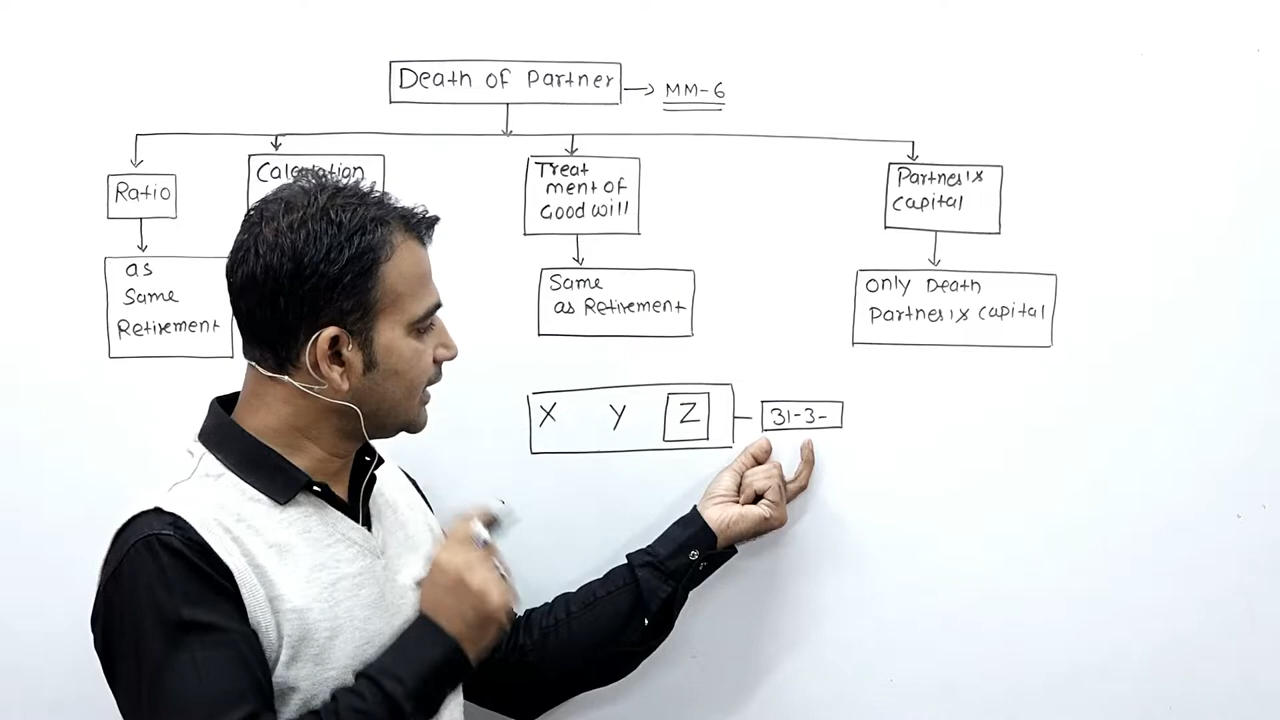 Death of Partner
MM-6
Ratio
Calculation
Treat
ment of
Good will
Partner's
Capital
as
Same
Retirement
Same
as Retirement
Only Death
Partner's Capital
X Y Z
31-3-